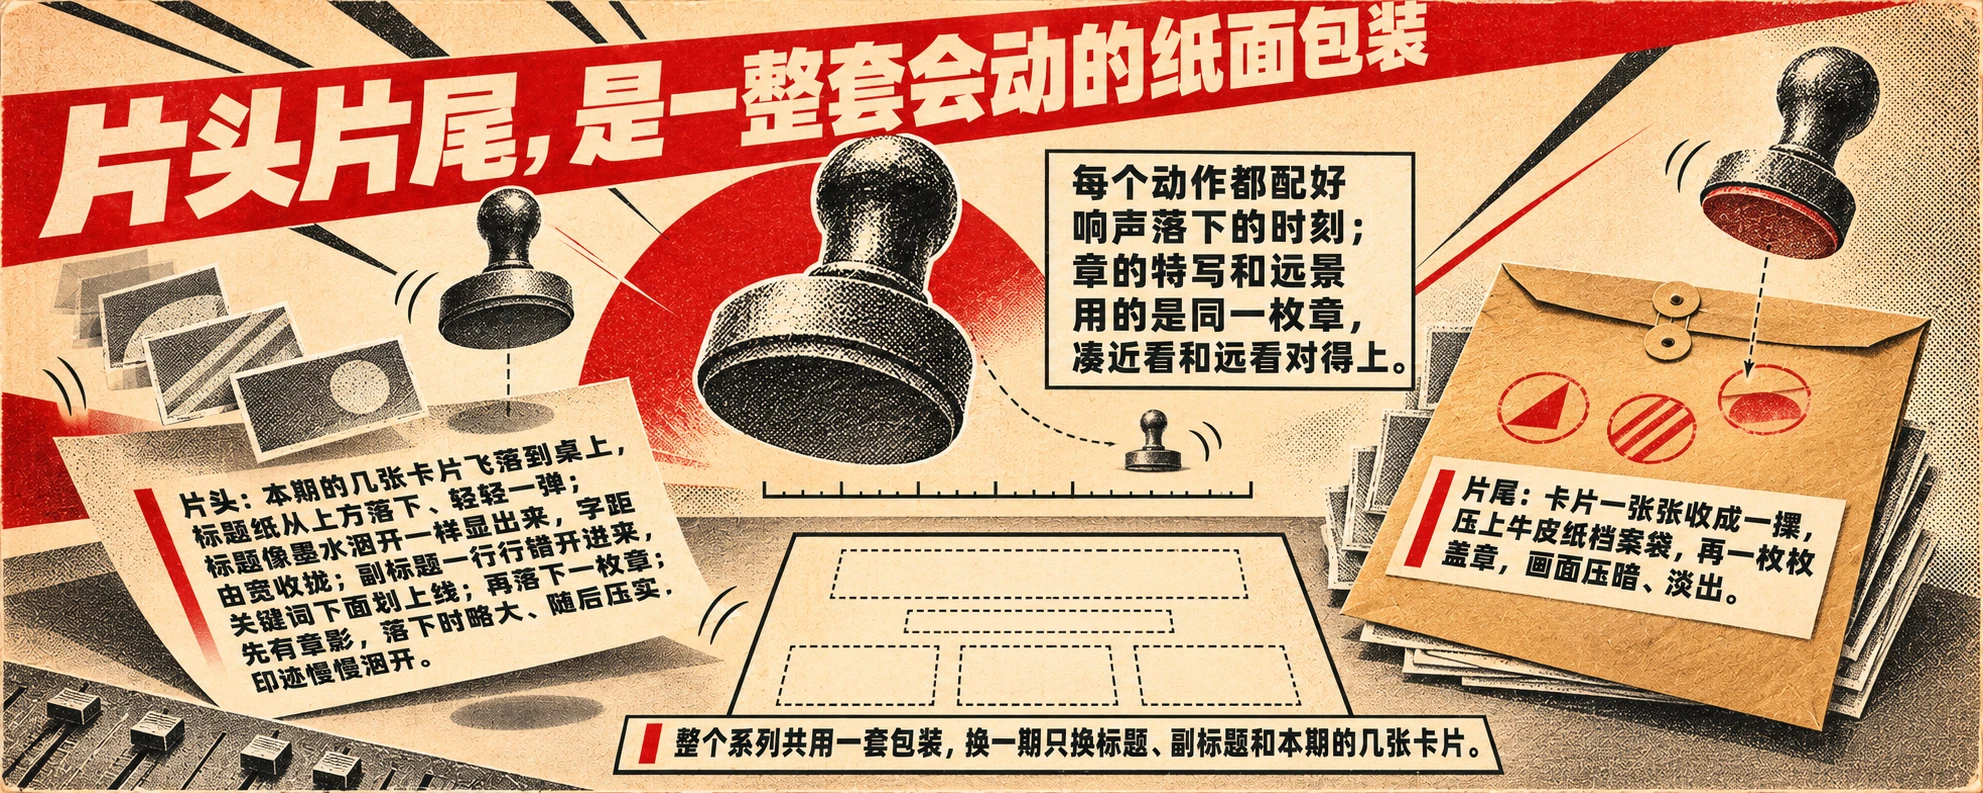 片头片尾,是一整套会动的纸面包装
每个动作都配好
响声落下的时刻；
章的特写和远景
用的是同一枚章，
凑近看和远看对得上。
片头：本期的几张卡片飞落到桌上，
标题纸从上方落下、轻轻一弹；
标题像墨水洇开一样显出来，字距
由宽收拢；副标题一行行错开进来，
关键词下面划上线；再落下一枚章；
先有章影，落下时略大、随后压实，
印迹慢慢洇开。
片尾：卡片一张张收成一摞，
压上牛皮纸档案袋，再一枚枚
盖章，画面压暗、淡出。
整个系列共用一套包装, 换一期只换标题、副标题和本期的几张卡片。